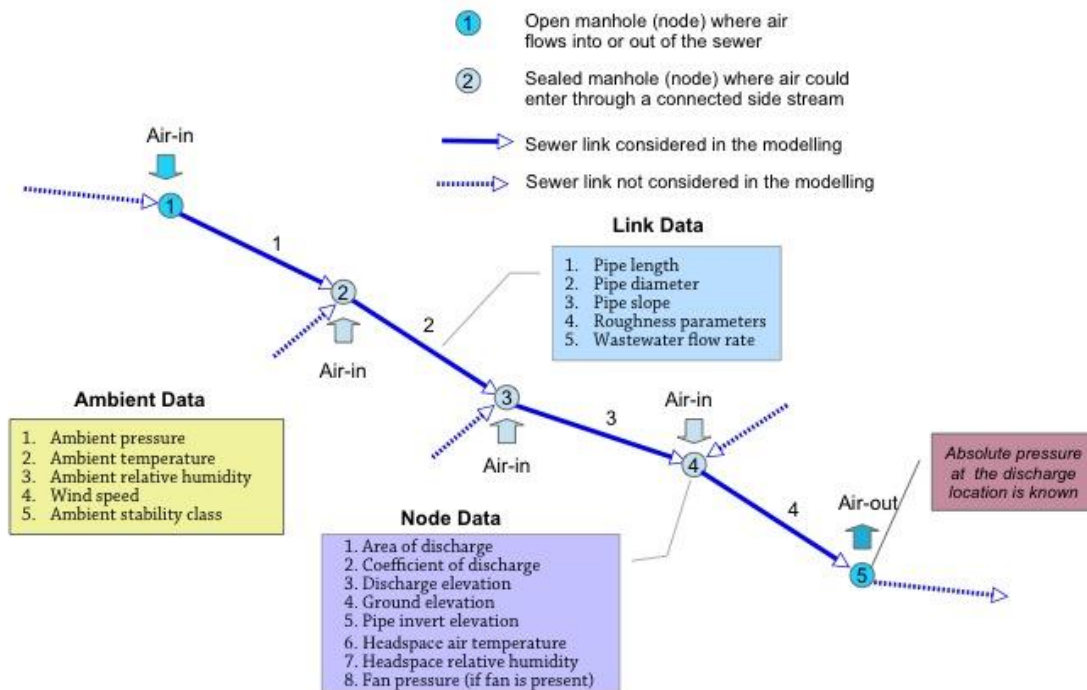 1
Open manhole (node) where air
flows into or out of the sewer
2
Sealed manhole (node) where air could
enter through a connected side stream
Sewer link considered in the modelling
Sewer link not considered in the modelling
Air-in
1
1
2
Air-in
2
Link Data
1. Pipe length
2. Pipe diameter
3. Pipe slope
4. Roughness parameters
5. Wastewater flow rate
3
Air-in
3
Air-in
4
Ambient Data
1. Ambient pressure
2. Ambient temperature
3. Ambient relative humidity
4. Wind speed
5. Ambient stability class
Node Data
1. Area of discharge
2. Coefficient of discharge
3. Discharge elevation
4. Ground elevation
5. Pipe invert elevation
6. Headspace air temperature
7. Headspace relative humidity
8. Fan pressure (if fan is present)
4
Air-out
5
Absolute pressure
at the discharge
location is known